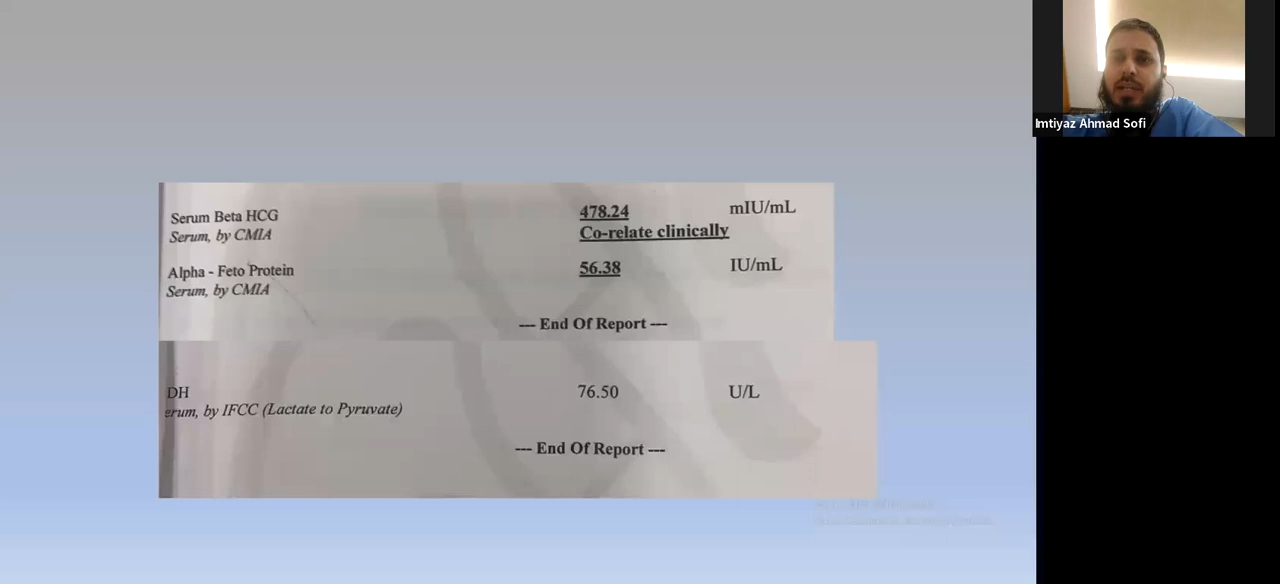 Imtiyaz Ahmad Sofi
Serum Beta HCG 478.24 mIU/mL
Serum, by CMIA Co-relate clinically
Alpha - Feto Protein 56.38 IU/mL
Serum, by CMIA
--- End Of Report ---
DH 76.50 U/L
erum, by IFCC (Lactate to Pyruvate)
--- End Of Report ---